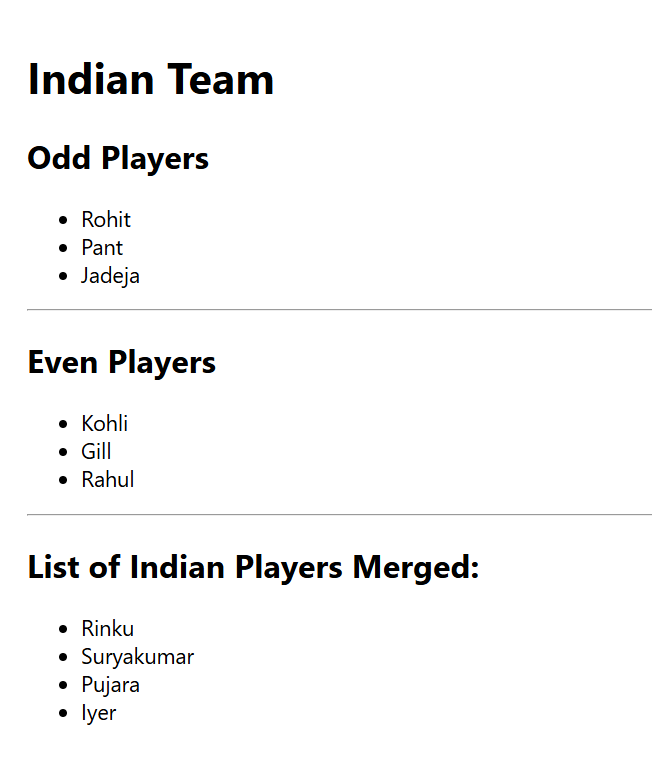 Indian Team
Odd Players
Rohit
Pant
Jadeja
Even Players
Kohli
Gill
Rahul
List of Indian Players Merged:
Rinku
Suryakumar
Pujara
Iyer